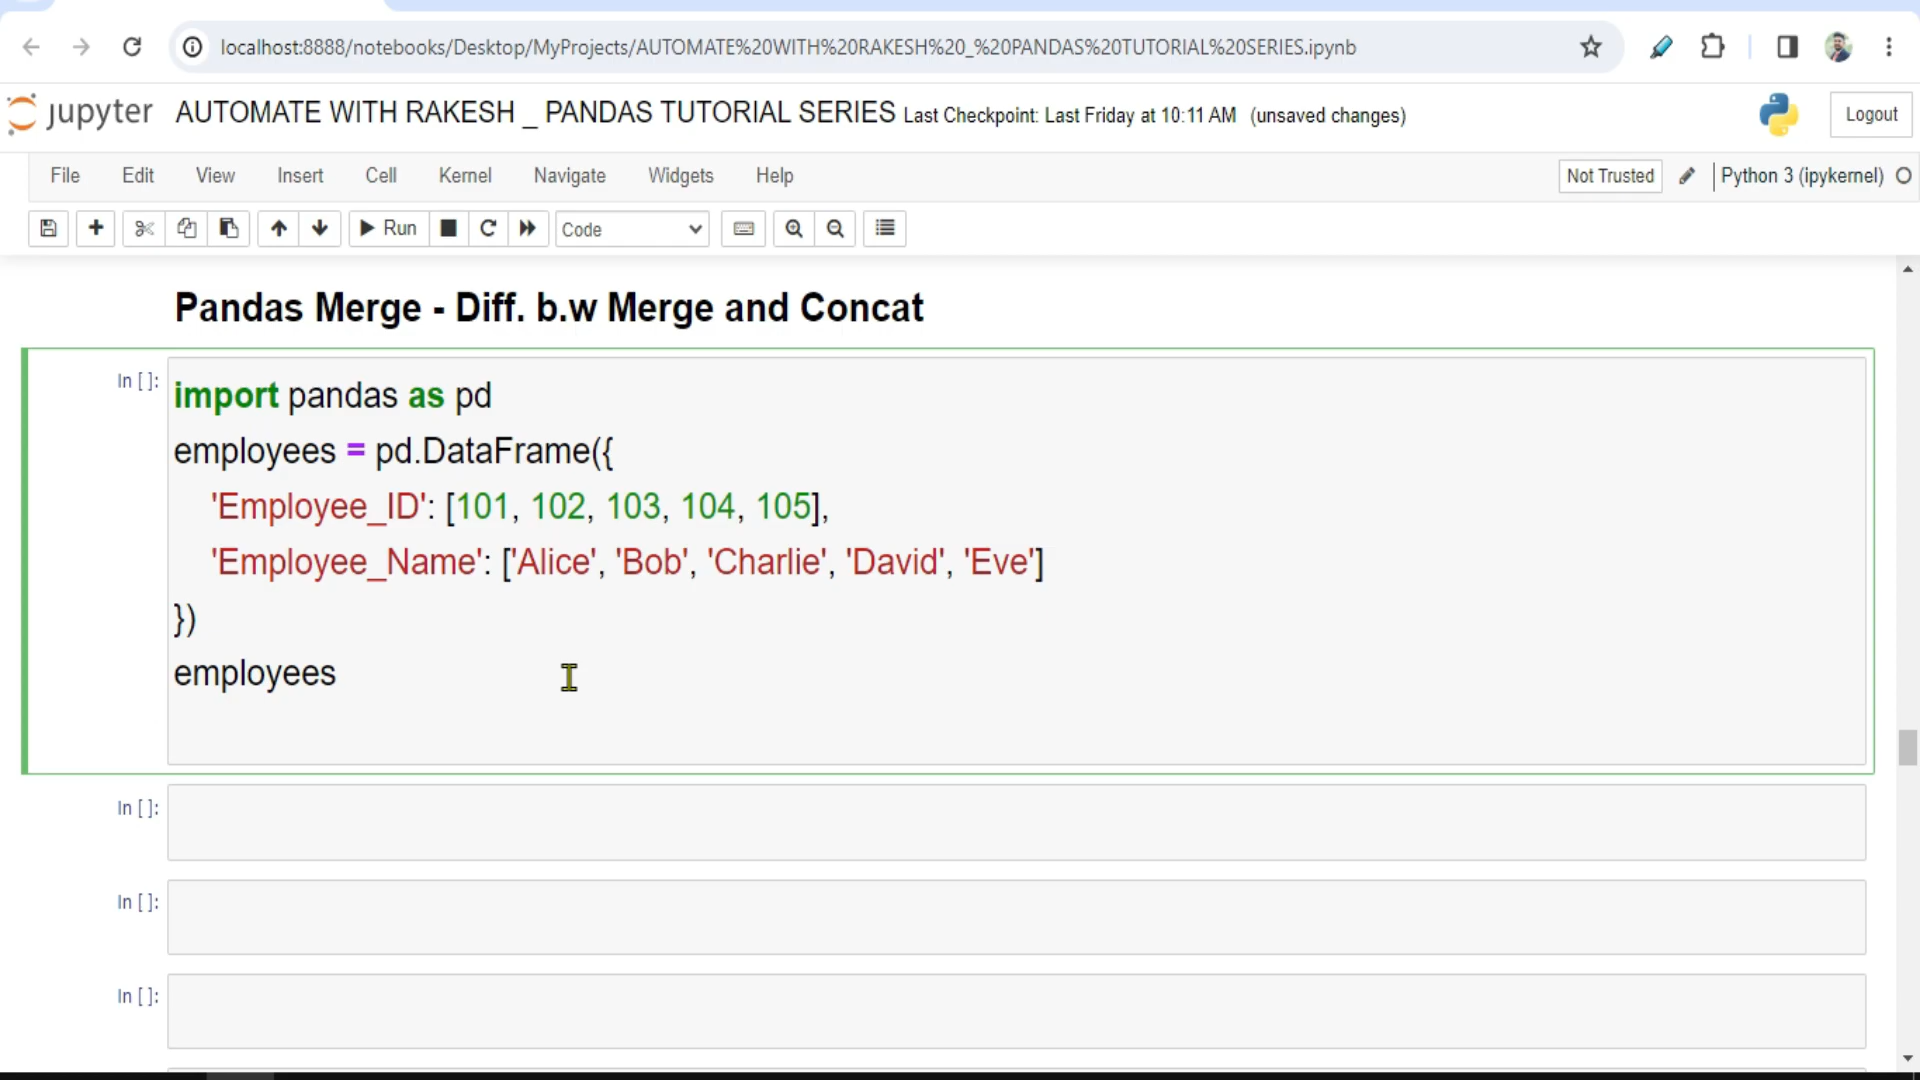 localhost:8888/notebooks/Desktop/MyProjects/AUTOMATE%20WITH%20RAKESH%20_%20PANDAS%20TUTORIAL%20SERIES.ipynb
jupyter AUTOMATE WITH RAKESH _ PANDAS TUTORIAL SERIES Last Checkpoint: Last Friday at 10:11 AM (unsaved changes) Logout
File Edit View Insert Cell Kernel Navigate Widgets Help Not Trusted Python 3 (ipykernel)
Run Code
Pandas Merge - Diff. b.w Merge and Concat
In [ ]:
import pandas as pd
employees = pd.DataFrame({
'Employee_ID': [101, 102, 103, 104, 105],
'Employee_Name': ['Alice', 'Bob', 'Charlie', 'David', 'Eve']
})
employees
In [ ]:
In [ ]:
In [ ]: